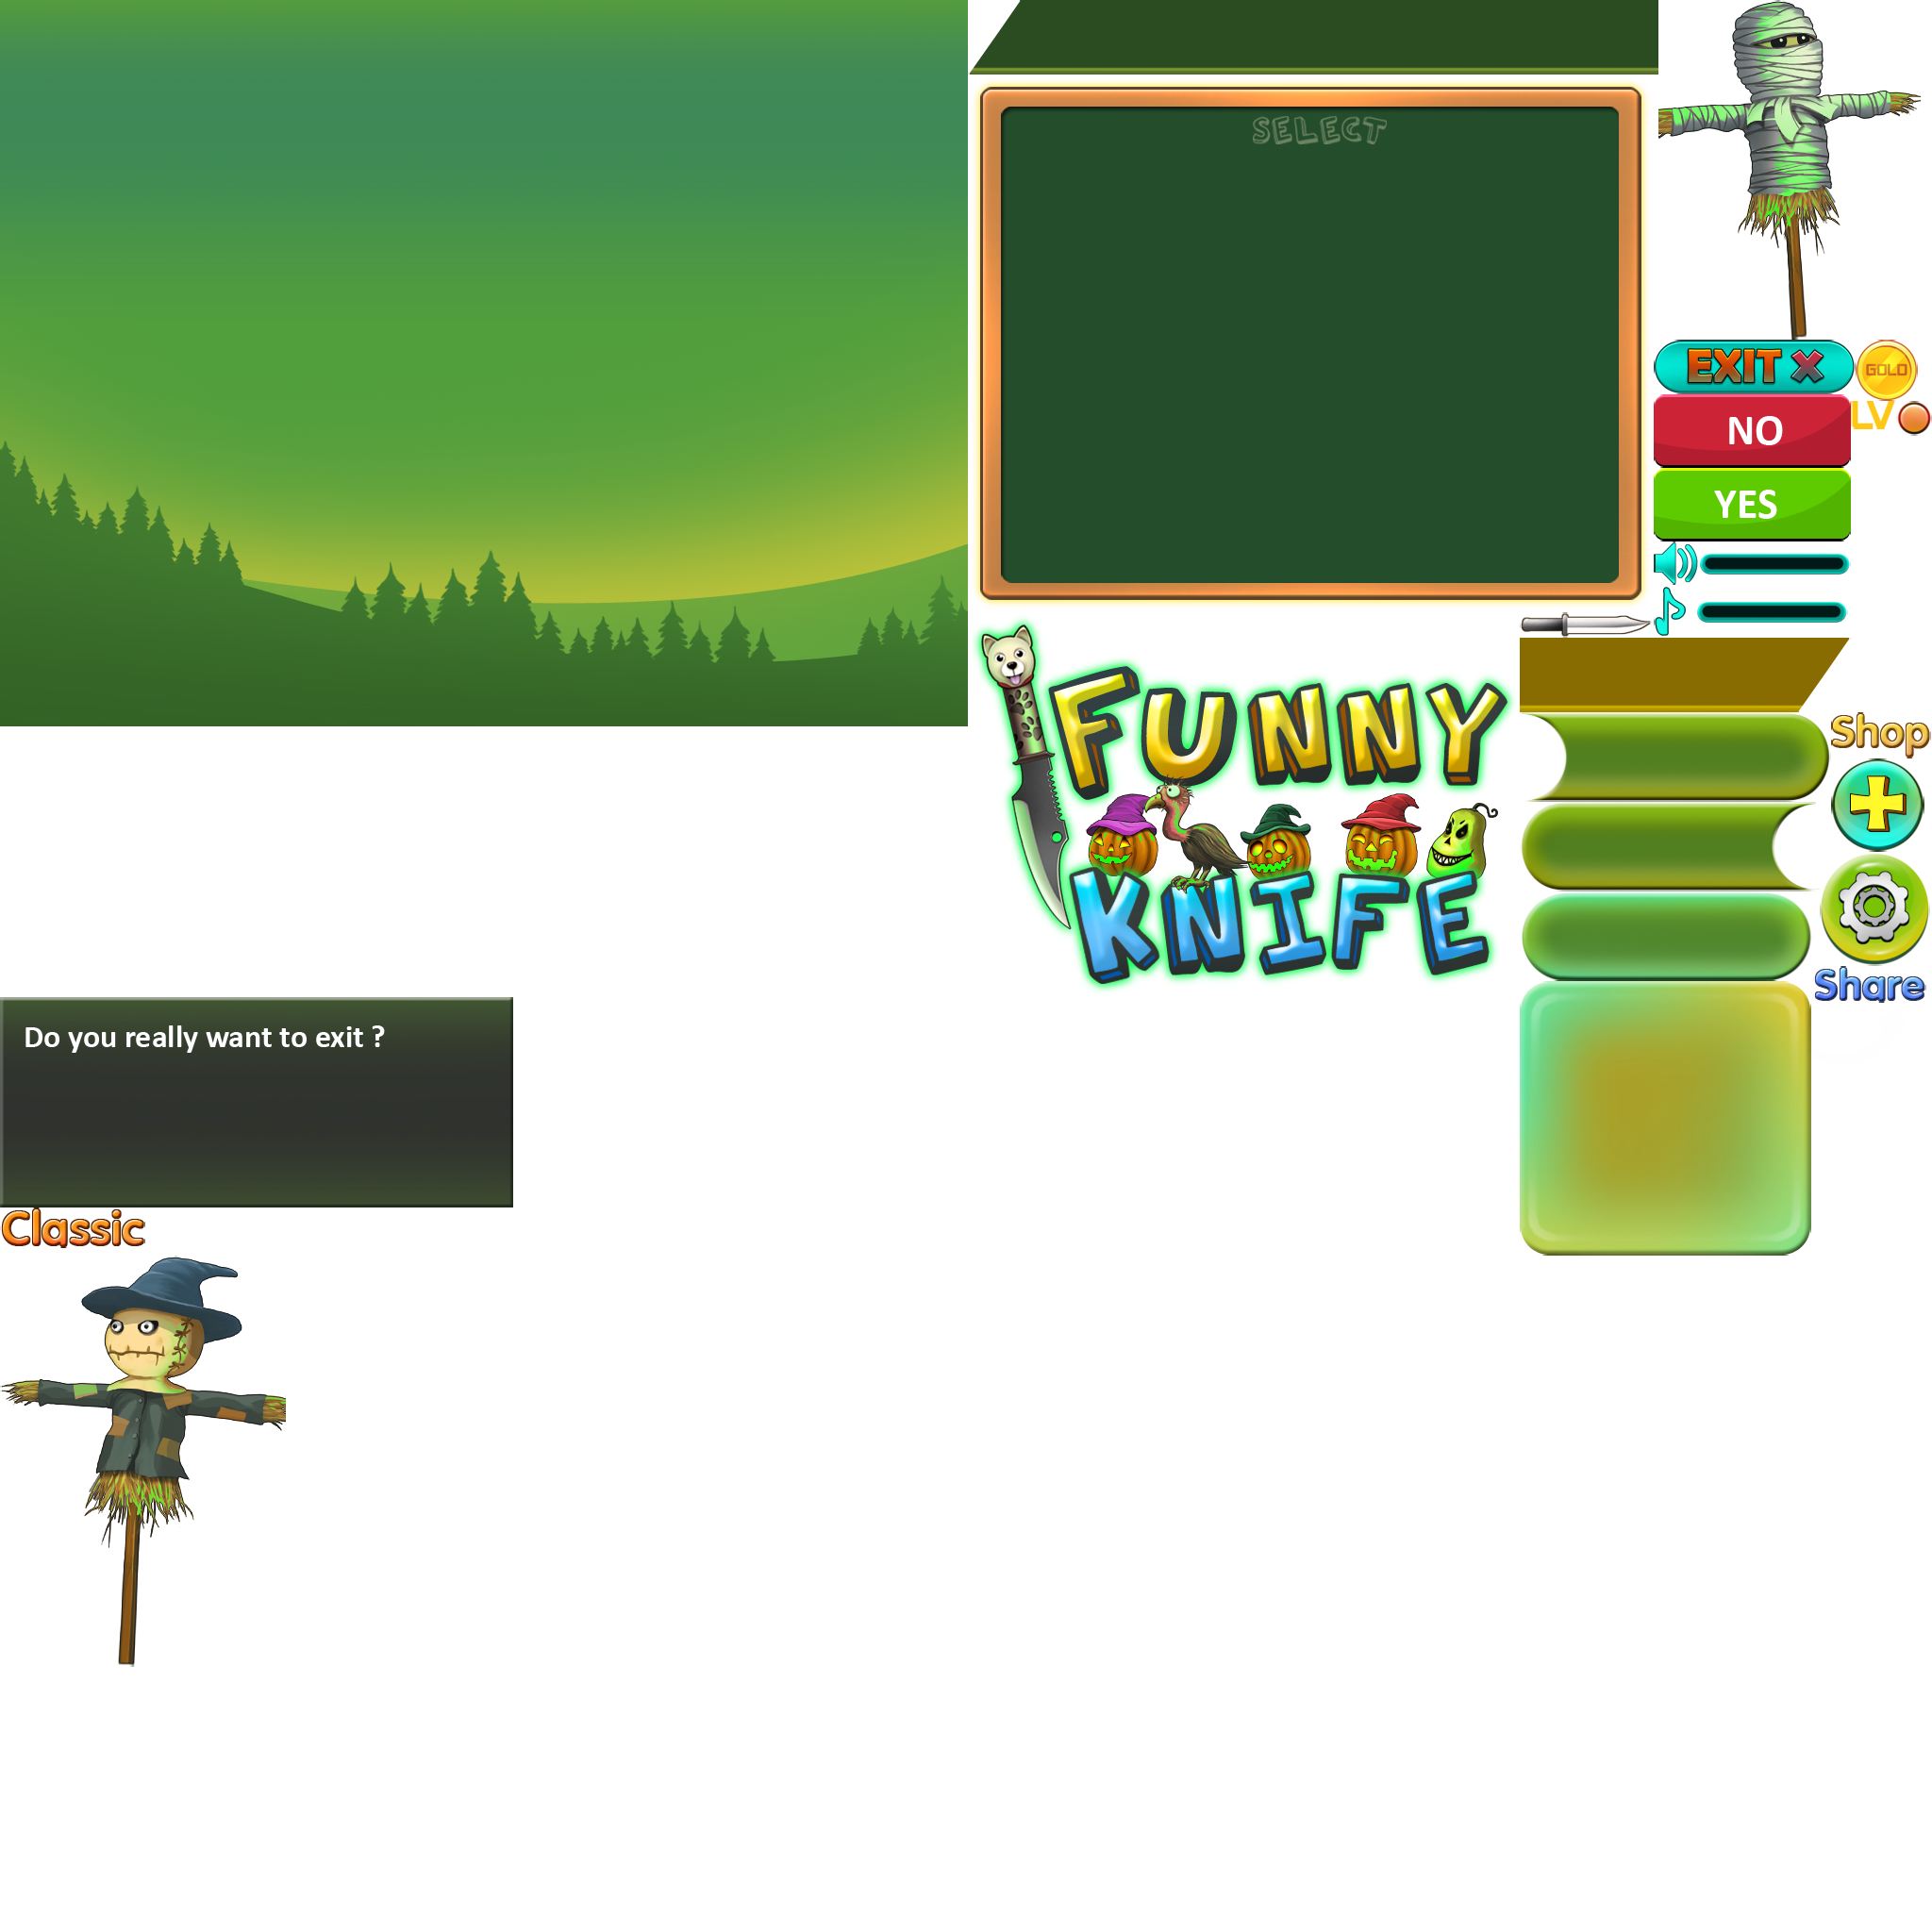 SELECT
EXIT X
GOLD
LV
NO
YES
FUNNY
KNIFE
Shop
Share
Do you really want to exit ?
Classic